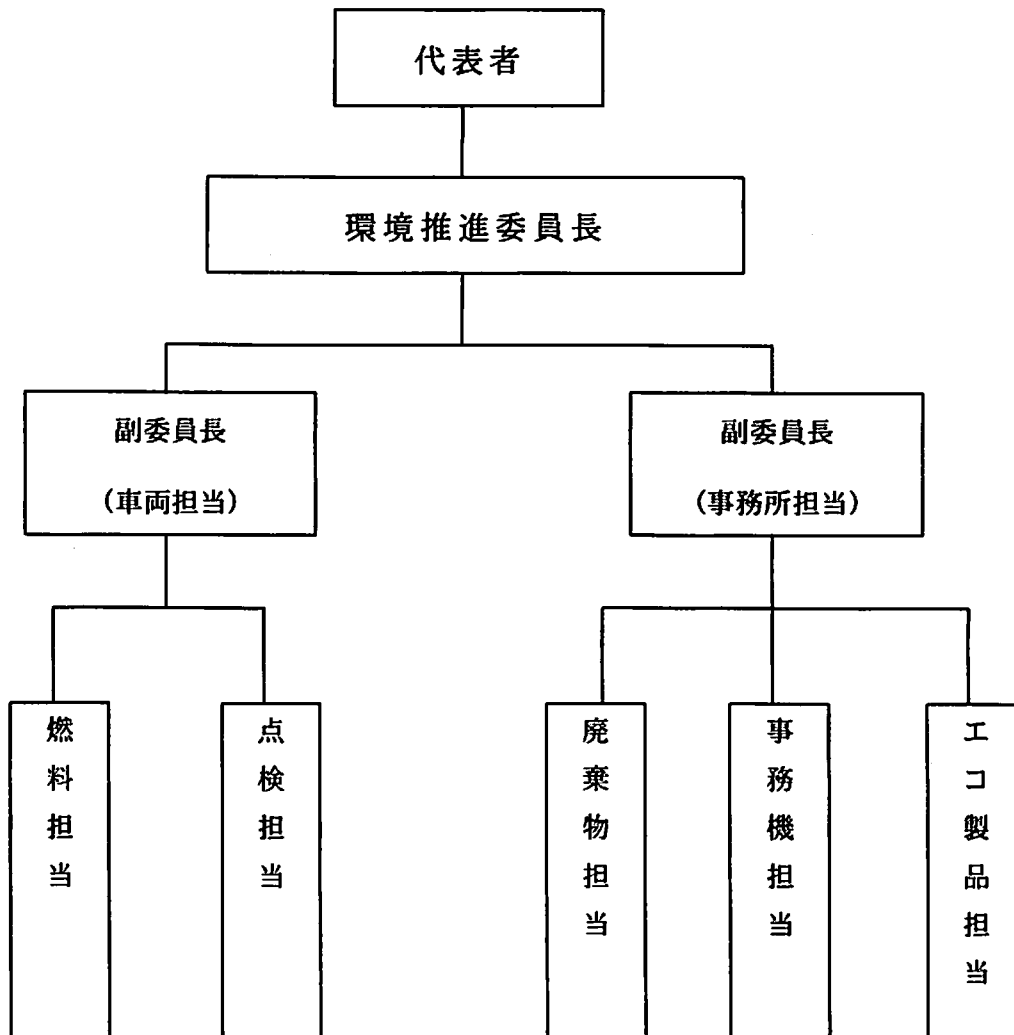 代表者
環境推進委員長
副委員長
(車両担当)
副委員長
(事務所担当)
燃料担当
点検担当
廃棄物担当
事務機担当
エコ製品担当